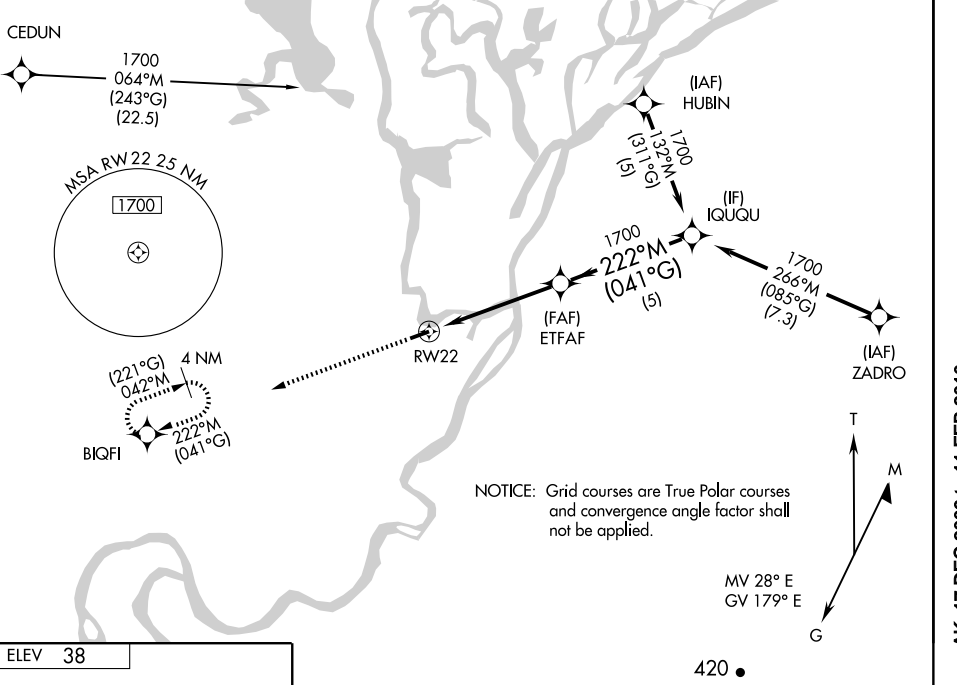 CEDUN
1700
064°M
(243°G)
(22.5)
MSA RW 22 25 NM
1700
(IAF)
HUBIN
1700
132°M
(311°G)
(5)
(IF)
IQUQU
1700
222°M
(041°G)
(5)
1700
266°M
(085°G)
(7.3)
(FAF)
ETFAF
RW22
(IAF)
ZADRO
(221°G)
042°M
4 NM
BIQFI
222°M
(041°G)
NOTICE: Grid courses are True Polar courses
and convergence angle factor shall
not be applied.
T
M
MV 28° E
GV 179° E
G
ELEV 38
420